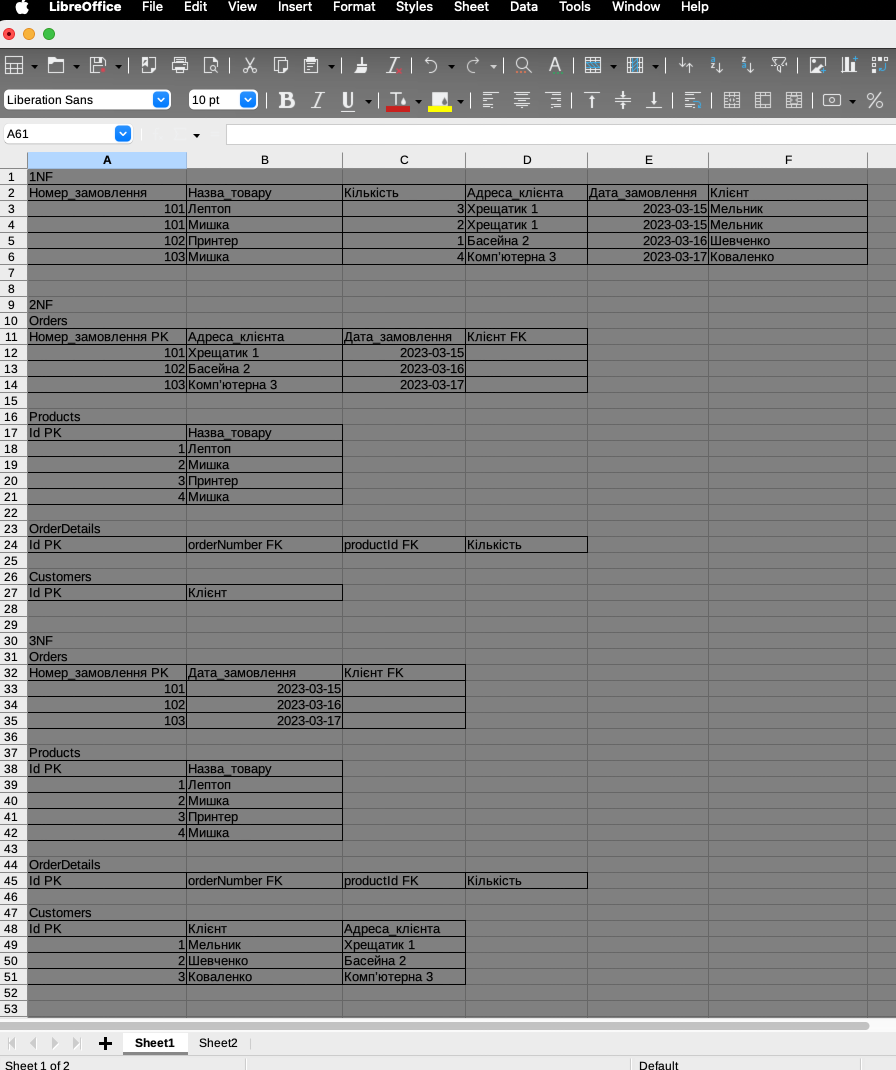 LibreOffice File Edit View Insert Format Styles Sheet Data Tools Window Help
Liberation Sans 10 pt B I U
A61
A B C D E F
1 1NF
2 Номер_замовлення Назва_товару Кількість Адреса_клієнта Дата_замовлення Клієнт
3 101 Лептоп 3 Хрещатик 1 2023-03-15 Мельник
4 101 Мишка 2 Хрещатик 1 2023-03-15 Мельник
5 102 Принтер 1 Басейна 2 2023-03-16 Шевченко
6 103 Мишка 4 Комп'ютерна 3 2023-03-17 Коваленко
7
8
9 2NF
10 Orders
11 Номер_замовлення PK Адреса_клієнта Дата_замовлення Клієнт FK
12 101 Хрещатик 1 2023-03-15
13 102 Басейна 2 2023-03-16
14 103 Комп'ютерна 3 2023-03-17
15
16 Products
17 Id PK Назва_товару
18 1 Лептоп
19 2 Мишка
20 3 Принтер
21 4 Мишка
22
23 OrderDetails
24 Id PK orderNumber FK productId FK Кількість
25
26 Customers
27 Id PK Клієнт
28
29
30 3NF
31 Orders
32 Номер_замовлення PK Дата_замовлення Клієнт FK
33 101 2023-03-15
34 102 2023-03-16
35 103 2023-03-17
36
37 Products
38 Id PK Назва_товару
39 1 Лептоп
40 2 Мишка
41 3 Принтер
42 4 Мишка
43
44 OrderDetails
45 Id PK orderNumber FK productId FK Кількість
46
47 Customers
48 Id PK Клієнт Адреса_клієнта
49 1 Мельник Хрещатик 1
50 2 Шевченко Басейна 2
51 3 Коваленко Комп'ютерна 3
52
53
Sheet1 Sheet2
Sheet 1 of 2 Default